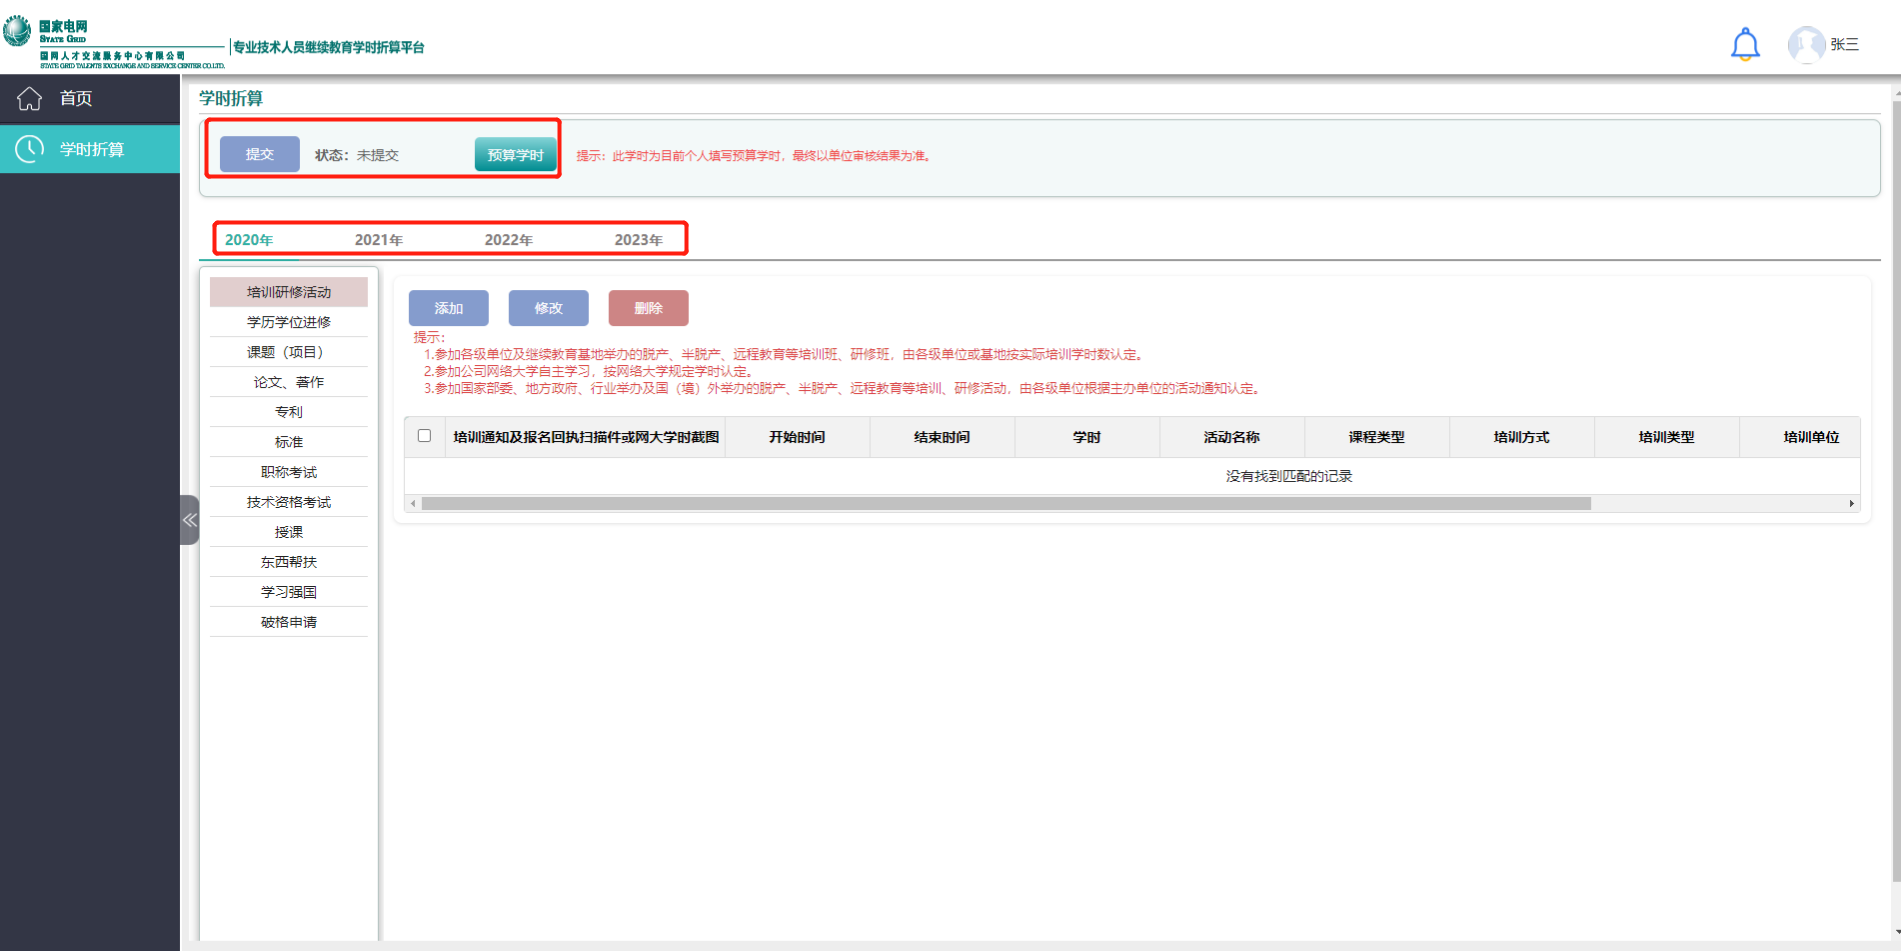 国家电网
STATE GRID
国网人才交流服务中心有限公司
STATE GRID TALENTS EXCHANGE AND SERVICE CENTER CO.LTD.
专业技术人员继续教育学时折算平台
张三
首页
学时折算
学时折算
提交 状态：未提交 预算学时 提示：此学时为目前个人填写预算学时，最终以单位审核结果为准。
2020年 2021年 2022年 2023年
培训研修活动
学历学位进修
课题（项目）
论文、著作
专利
标准
职称考试
技术资格考试
授课
东西帮扶
学习强国
破格申请
添加 修改 删除
提示：
1.参加各级单位及继续教育基地举办的脱产、半脱产、远程教育等培训班、研修班，由各级单位或基地按实际培训学时数认定。
2.参加公司网络大学自主学习，按网络大学规定学时认定。
3.参加国家部委、地方政府、行业举办及国（境）外举办的脱产、半脱产、远程教育等培训、研修活动，由各级单位根据主办单位的活动通知认定。
培训通知及报名回执扫描件或网大学时截图 开始时间 结束时间 学时 活动名称 课程类型 培训方式 培训类型 培训单位
没有找到匹配的记录